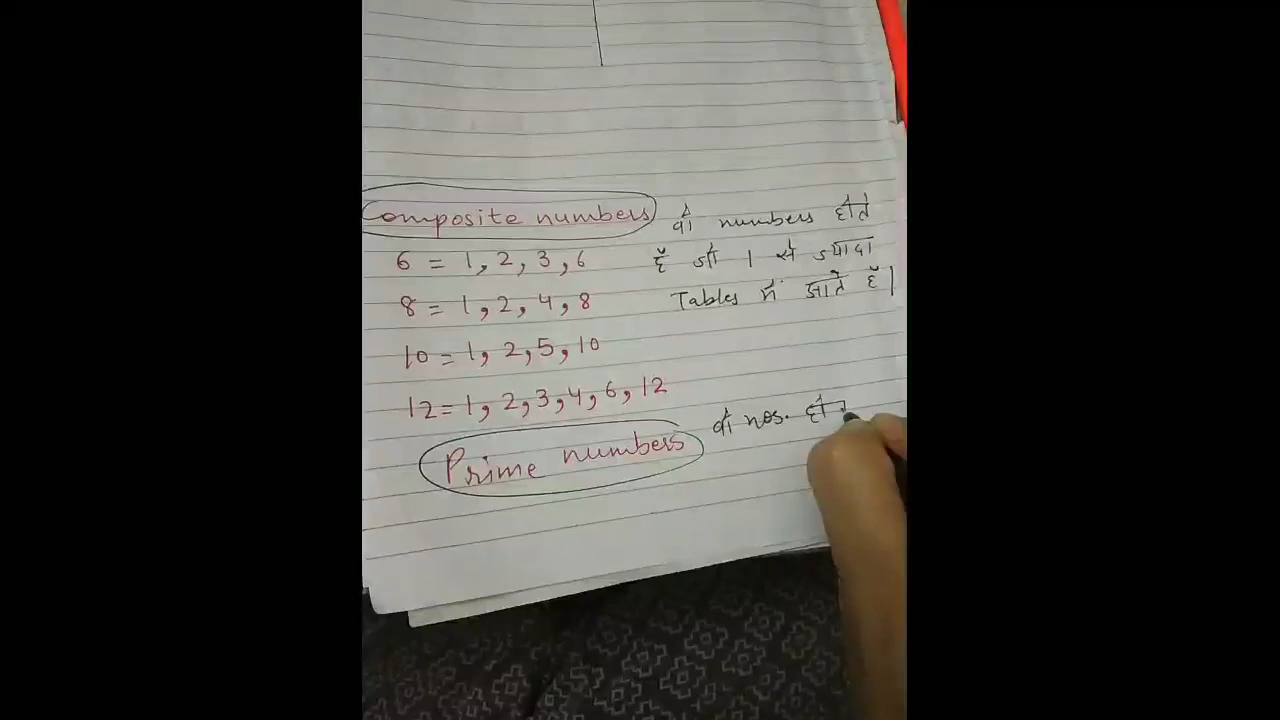 Composite numbers वो numbers होते
6 = 1, 2, 3, 6 हैं जो 1 से ज्यादा
8 = 1, 2, 4, 8 Tables में आते हैं।
10 = 1, 2, 5, 10
12 = 1, 2, 3, 4, 6, 12
Prime numbers वो nos. हो